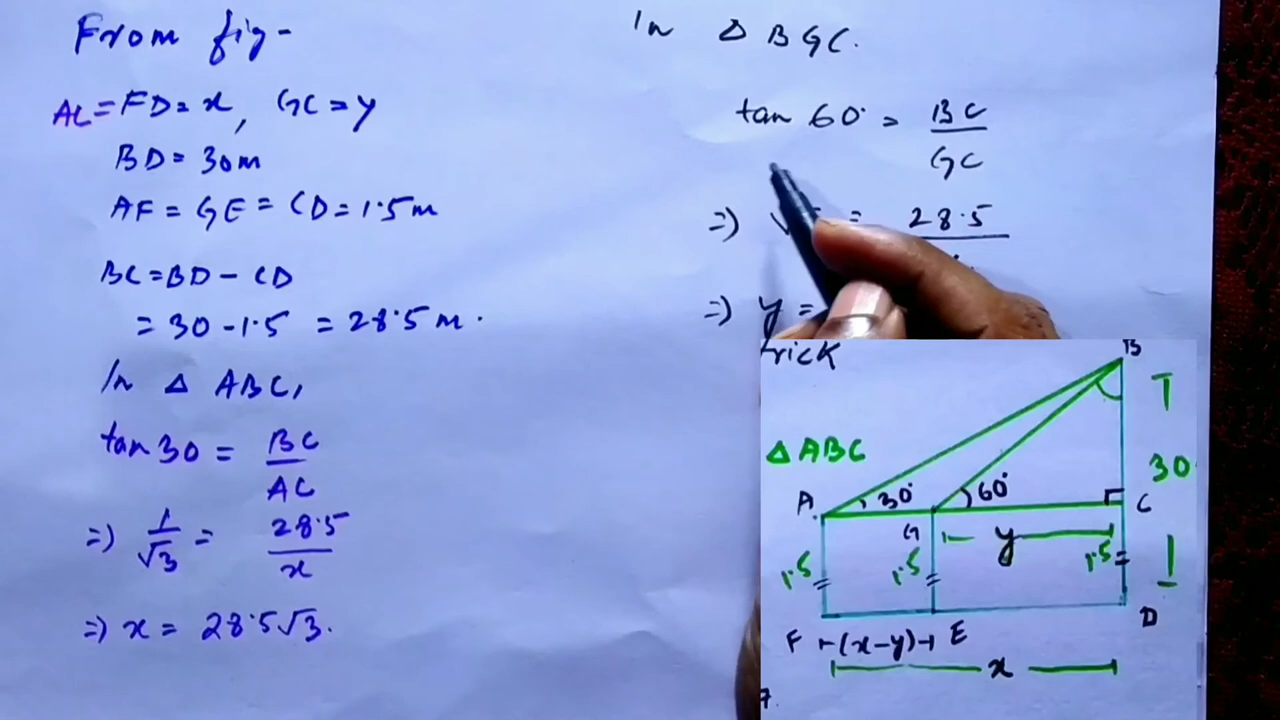 From fig-
AC = FD = x, GC = y
BD = 30m
AF = GE = CD = 1.5m
BC = BD - CD
= 30 - 1.5 = 28.5 m.
In △ ABC,
tan 30 = BC / AC
=) 1/√3 = 28.5 / x
=) x = 28.5√3.
In △ BGC.
tan 60° = BC / GC
=) = 28.5
=) y =
Trick
B
T
△ ABC
30
A 30° 60° C
G y
1.5 1.5 1.5
D
F (x-y) E
x